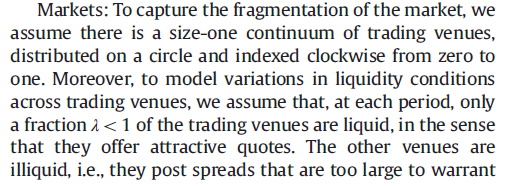 Markets: To capture the fragmentation of the market, we
assume there is a size-one continuum of trading venues,
distributed on a circle and indexed clockwise from zero to
one. Moreover, to model variations in liquidity conditions
across trading venues, we assume that, at each period, only
a fraction λ < 1 of the trading venues are liquid, in the sense
that they offer attractive quotes. The other venues are
illiquid, i.e., they post spreads that are too large to warrant